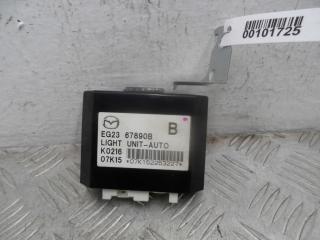 00101725
EG23 67890B B
LIGHT UNIT-AUTO
K0216
07K15